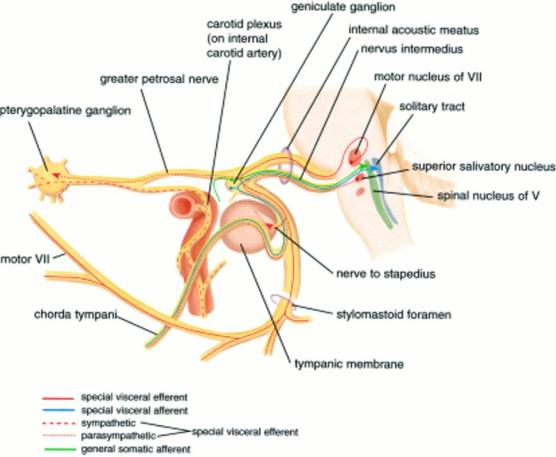 geniculate ganglion
carotid plexus
(on internal
carotid artery)
internal acoustic meatus
nervus intermedius
greater petrosal nerve
motor nucleus of VII
pterygopalatine ganglion
solitary tract
superior salivatory nucleus
spinal nucleus of V
motor VII
nerve to stapedius
chorda tympani
stylomastoid foramen
tympanic membrane
special visceral efferent
special visceral afferent
sympathetic
parasympathetic
special visceral efferent
general somatic afferent